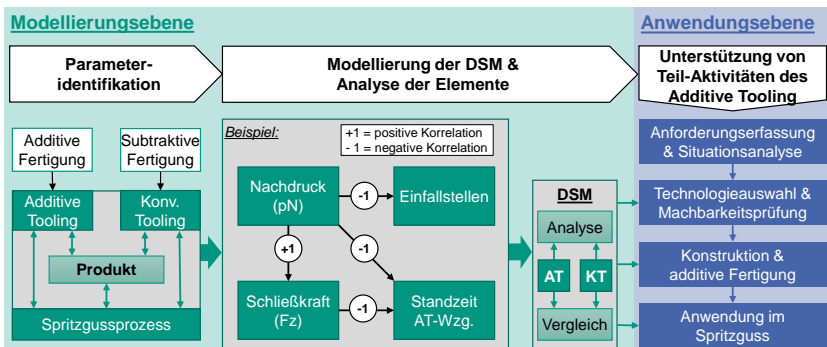 Modellierungsebene
Anwendungsebene
Parameter-
identifikation
Modellierung der DSM &
Analyse der Elemente
Unterstützung von
Teil-Aktivitäten des
Additive Tooling
Additive
Fertigung
Subtraktive
Fertigung
Additive
Tooling
Konv.
Tooling
Produkt
Spritzgussprozess
Beispiel:
+1 = positive Korrelation
- 1 = negative Korrelation
Nachdruck
(pN)
-1
Einfallstellen
+1
-1
Schließkraft
(Fz)
-1
Standzeit
AT-Wzg.
DSM
Analyse
AT
KT
Vergleich
Anforderungserfassung
& Situationsanalyse
Technologieauswahl &
Machbarkeitsprüfung
Konstruktion &
additive Fertigung
Anwendung im
Spritzguss